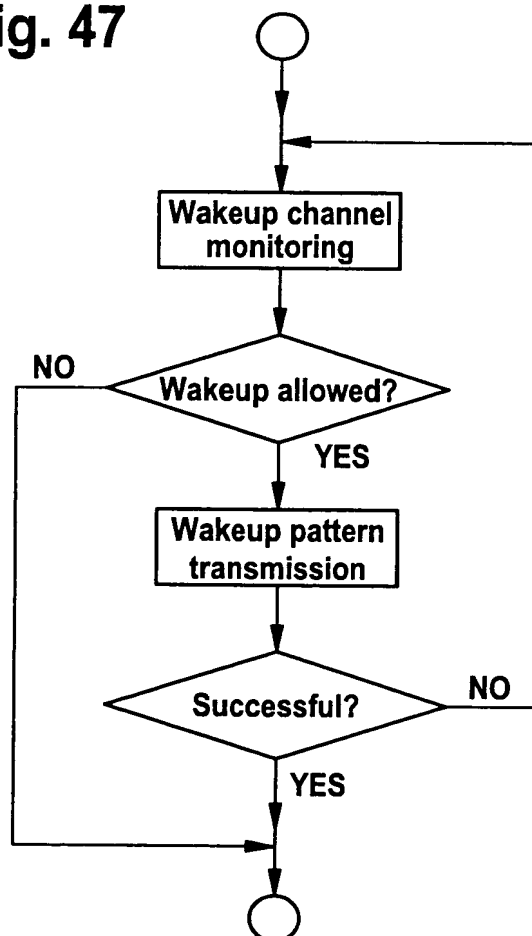 ig. 47
Wakeup channel
monitoring
NO
Wakeup allowed?
YES
Wakeup pattern
transmission
Successful?
NO
YES